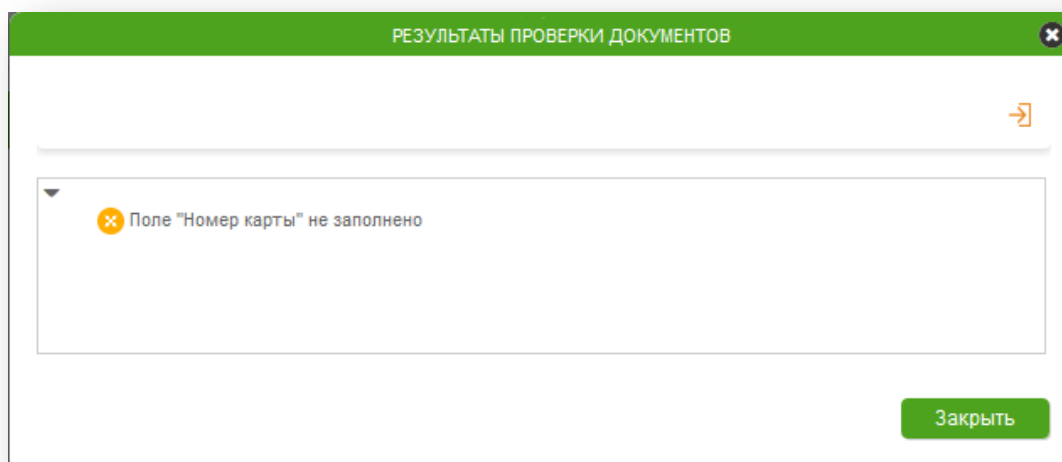 РЕЗУЛЬТАТЫ ПРОВЕРКИ ДОКУМЕНТОВ
Поле "Номер карты" не заполнено
Закрыть